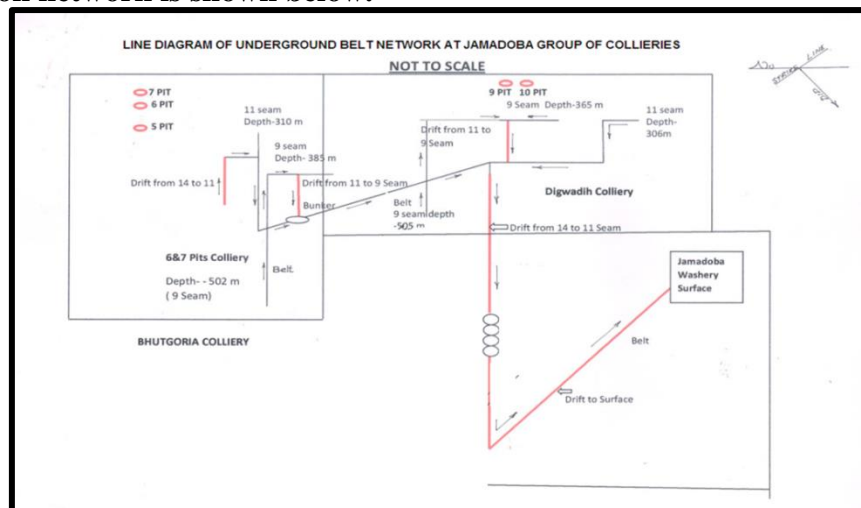 LINE DIAGRAM OF UNDERGROUND BELT NETWORK AT JAMADOBA GROUP OF COLLIERIES
NOT TO SCALE
STRIKE LINE
DIP
7 PIT
6 PIT
5 PIT
11 seam
Depth-310 m
9 seam
Depth- 385 m
Drift from 14 to 11
Drift from 11 to 9 Seam
Bunker
6&7 Pits Colliery
Depth- - 502 m
( 9 Seam)
Belt
BHUTGORIA COLLIERY
9 PIT 10 PIT
9 Seam Depth-365 m
11 seam
Depth-
306m
Drift from 11 to
9 Seam
Belt
9 seam depth
-505 m
Digwadih Colliery
Drift from 14 to 11 Seam
Jamadoba
Washery
Surface
Belt
Drift to Surface